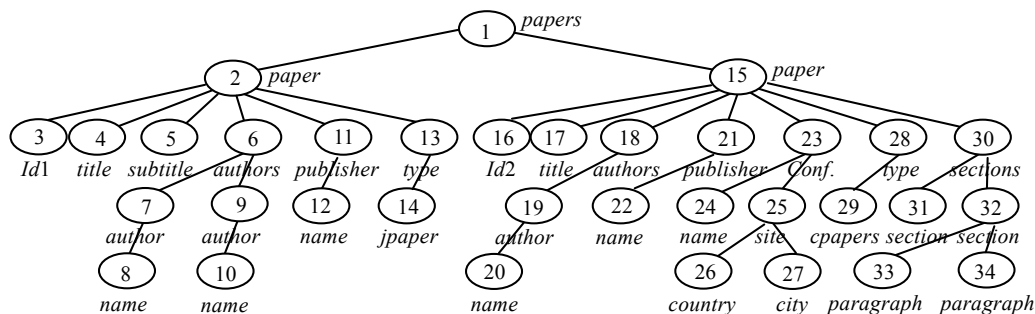 1 papers
2 paper 15 paper
3 4 5 6 11 13 16 17 18 21 23 28 30
Id1 title subtitle authors publisher type Id2 title authors publisher Conf. type sections
7 9 12 14 19 22 24 25 29 31 32
author author name jpaper author name name site cpapers section section
8 10 20 26 27 33 34
name name name country city paragraph paragraph